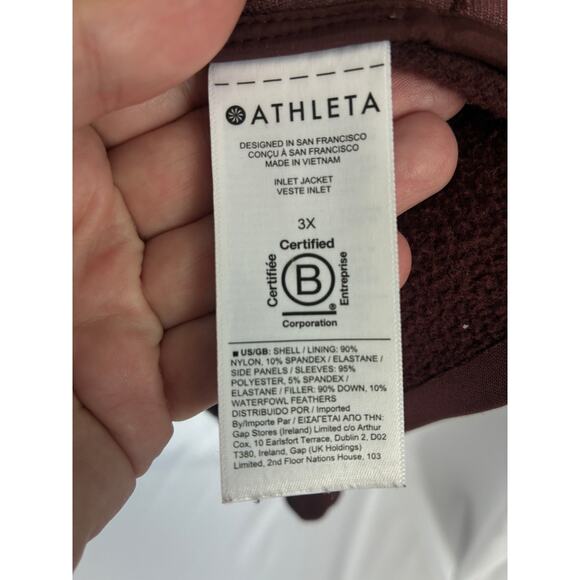 ATHLETA
DESIGNED IN SAN FRANCISCO
CONÇU À SAN FRANCISCO
MADE IN VIETNAM
INLET JACKET
VESTE INLET
3X
Certified
Certifiée
B
Entreprise
®
Corporation
■ US/GB: SHELL / LINING: 90%
NYLON, 10% SPANDEX / ELASTANE /
SIDE PANELS / SLEEVES: 95%
POLYESTER, 5% SPANDEX /
ELASTANE / FILLER: 90% DOWN, 10%
WATERFOWL FEATHERS
DISTRIBUIDO POR / Imported
By/Importe Par / ΕΙΣΑΓΕΤΑΙ ΑΠΟ ΤΗΝ:
Gap Stores (Ireland) Limited c/o Arthur
Cox, 10 Earlsfort Terrace, Dublin 2, D02
T380, Ireland, Gap (UK Holdings)
Limited, 2nd Floor Nations House, 103